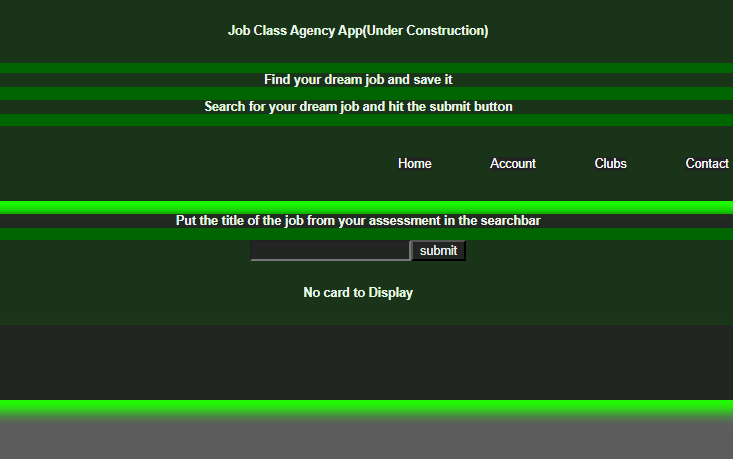 Job Class Agency App(Under Construction)
Find your dream job and save it
Search for your dream job and hit the submit button
Home Account Clubs Contact
Put the title of the job from your assessment in the searchbar
submit
No card to Display